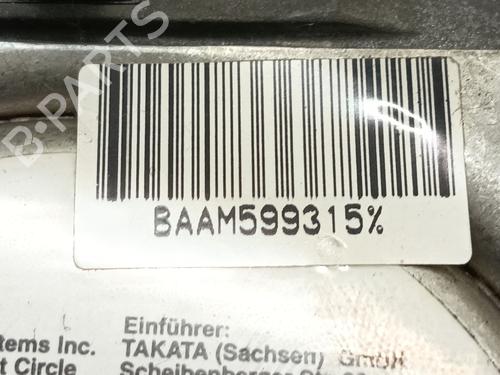 B-PARTS
BAAM599315%
Einführer:
tems Inc. TAKATA (Sachsen) GmbH
t Circle